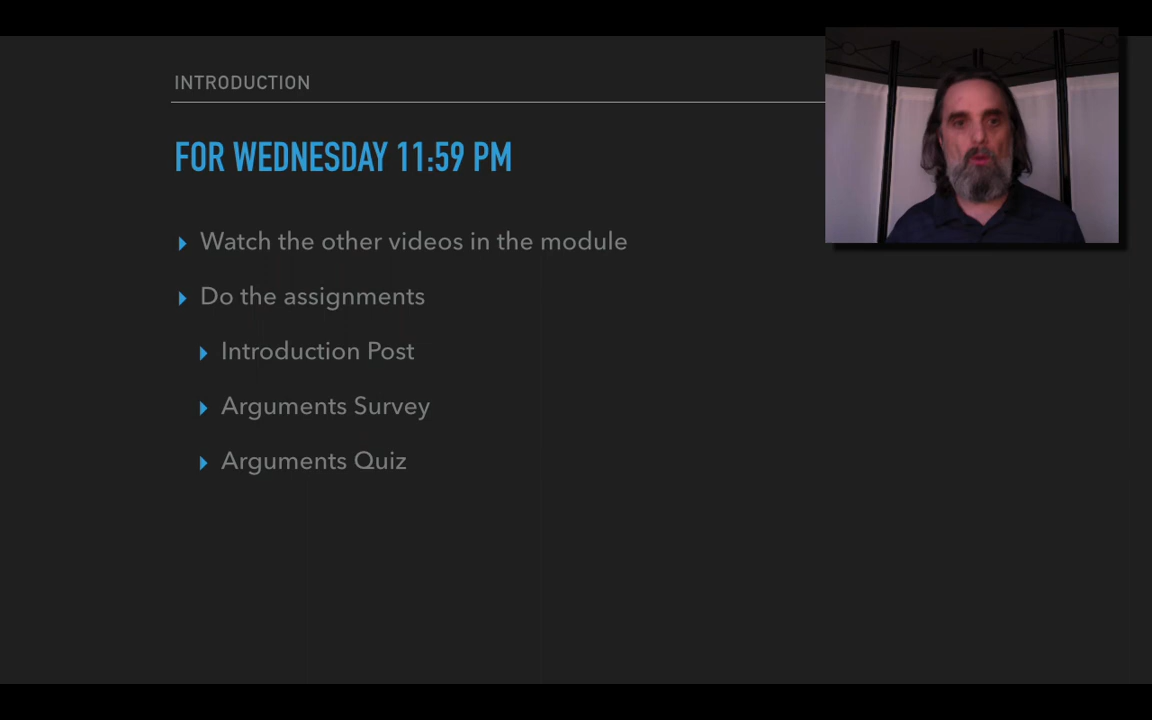 INTRODUCTION
FOR WEDNESDAY 11:59 PM
Watch the other videos in the module
Do the assignments
Introduction Post
Arguments Survey
Arguments Quiz